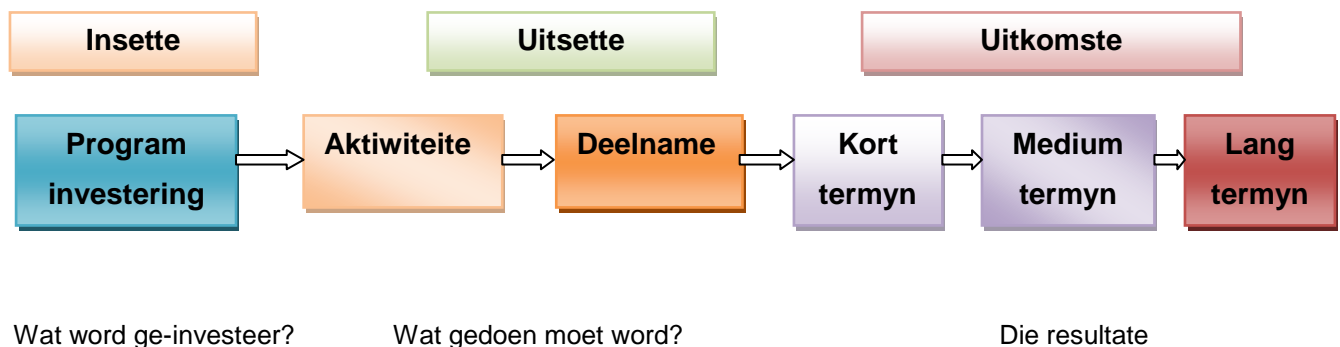 Insette
Uitsette
Uitkomste
Program
investering
Aktiwiteite
Deelname
Kort
termyn
Medium
termyn
Lang
termyn
Wat word ge-investeer?
Wat gedoen moet word?
Die resultate